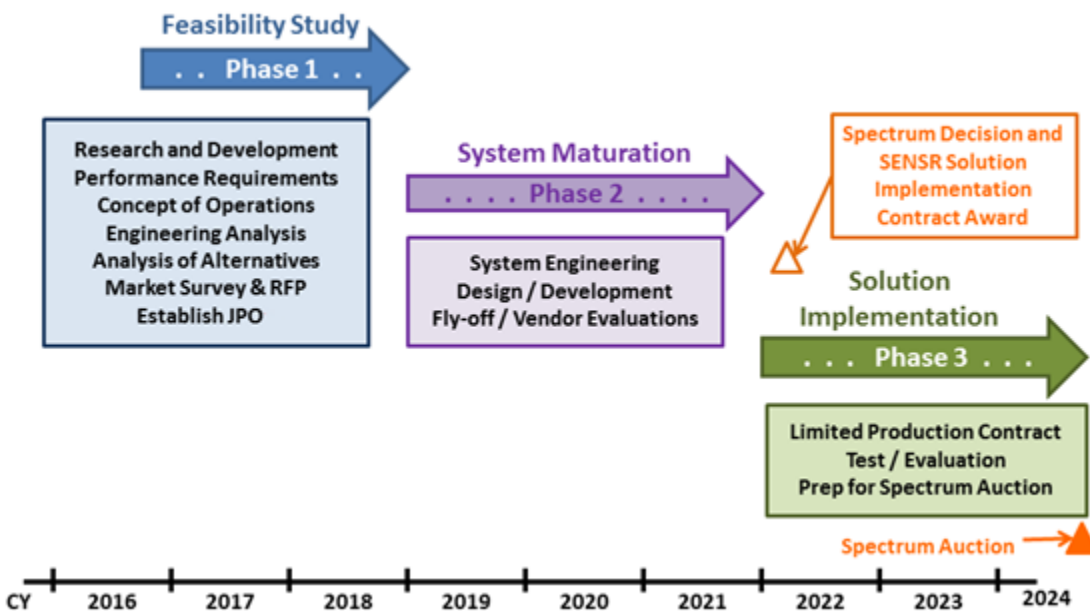 Feasibility Study
. . Phase 1 . .
Research and Development
Performance Requirements
Concept of Operations
Engineering Analysis
Analysis of Alternatives
Market Survey & RFP
Establish JPO
System Maturation
. . . . Phase 2 . . . .
System Engineering
Design / Development
Fly-off / Vendor Evaluations
Spectrum Decision and
SENSR Solution
Implementation
Contract Award
Solution
Implementation
. . . Phase 3 . . .
Limited Production Contract
Test / Evaluation
Prep for Spectrum Auction
Spectrum Auction
CY 2016 2017 2018 2019 2020 2021 2022 2023 2024